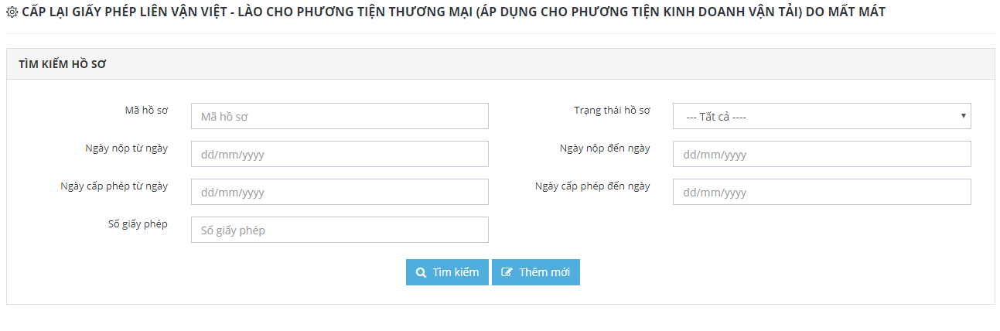 CẤP LẠI GIẤY PHÉP LIÊN VẬN VIỆT - LÀO CHO PHƯƠNG TIỆN THƯƠNG MẠI (ÁP DỤNG CHO PHƯƠNG TIỆN KINH DOANH VẬN TẢI) DO MẤT MÁT
TÌM KIẾM HỒ SƠ
Mã hồ sơ Mã hồ sơ Trạng thái hồ sơ --- Tất cả ----
Ngày nộp từ ngày dd/mm/yyyy Ngày nộp đến ngày dd/mm/yyyy
Ngày cấp phép từ ngày dd/mm/yyyy Ngày cấp phép đến ngày dd/mm/yyyy
Số giấy phép Số giấy phép
Tìm kiếm Thêm mới